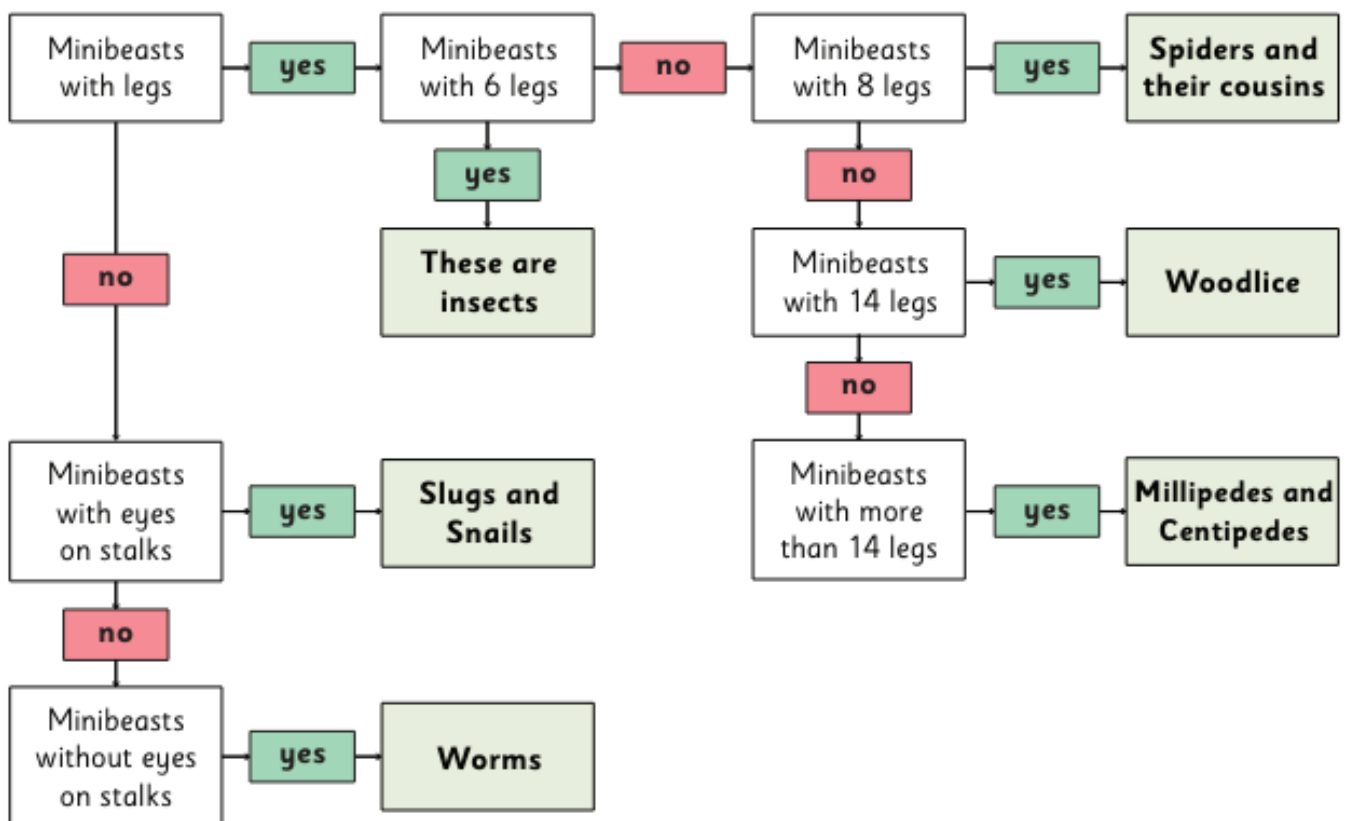 Minibeasts
with legs
yes
Minibeasts
with 6 legs
no
Minibeasts
with 8 legs
yes
Spiders and
their cousins
yes
no
no
These are
insects
Minibeasts
with 14 legs
yes
Woodlice
no
Minibeasts
with eyes
on stalks
yes
Slugs and
Snails
Minibeasts
with more
than 14 legs
yes
Millipedes and
Centipedes
no
Minibeasts
without eyes
on stalks
yes
Worms